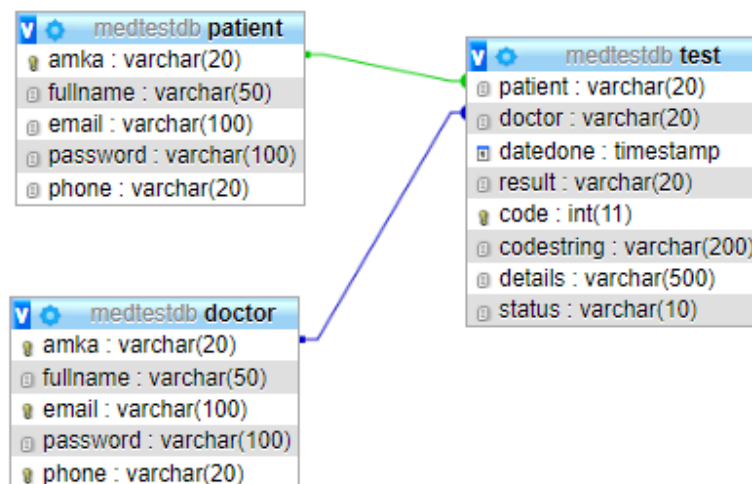 medtestdb patient
amka : varchar(20)
fullname : varchar(50)
email : varchar(100)
password : varchar(100)
phone : varchar(20)
medtestdb test
patient : varchar(20)
doctor : varchar(20)
datedone : timestamp
result : varchar(20)
code : int(11)
codestring : varchar(200)
details : varchar(500)
status : varchar(10)
medtestdb doctor
amka : varchar(20)
fullname : varchar(50)
email : varchar(100)
password : varchar(100)
phone : varchar(20)